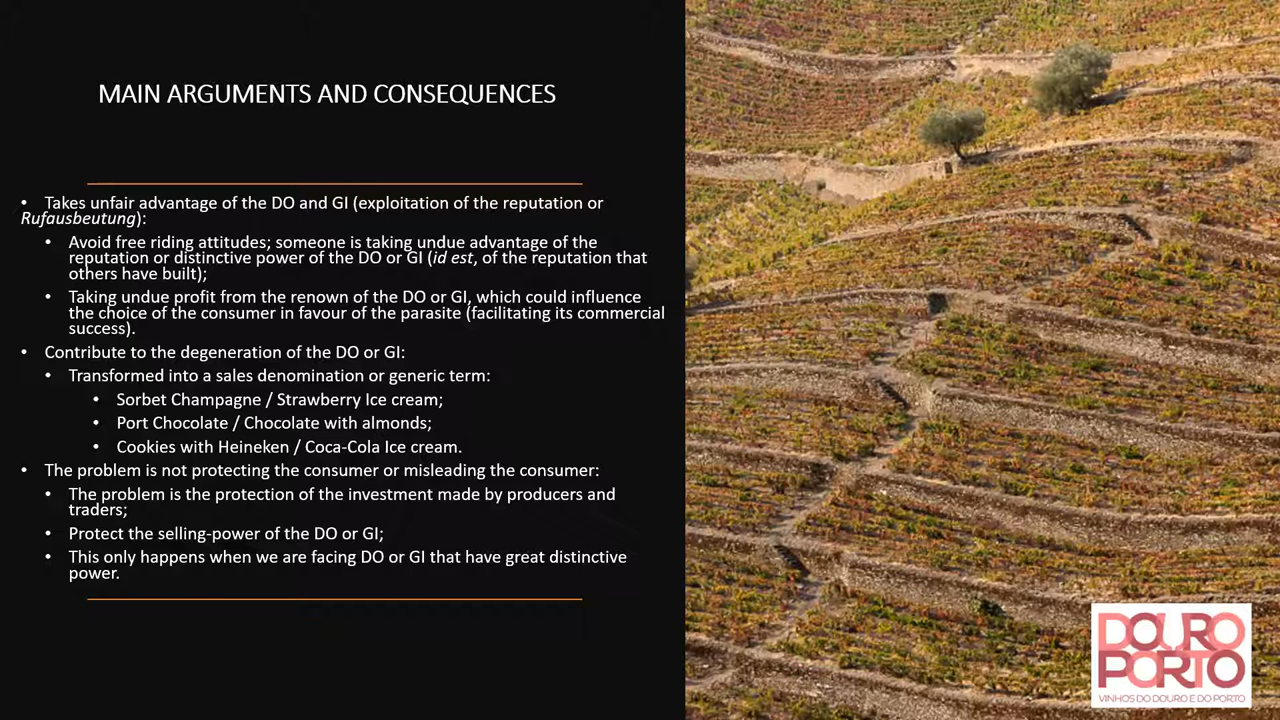 MAIN ARGUMENTS AND CONSEQUENCES
• Takes unfair advantage of the DO and GI (exploitation of the reputation or
Rufausbeutung):
• Avoid free riding attitudes; someone is taking undue advantage of the
reputation or distinctive power of the DO or GI (id est, of the reputation that
others have built);
• Taking undue profit from the renown of the DO or GI, which could influence
the choice of the consumer in favour of the parasite (facilitating its commercial
success).
• Contribute to the degeneration of the DO or GI:
• Transformed into a sales denomination or generic term:
• Sorbet Champagne / Strawberry Ice cream;
• Port Chocolate / Chocolate with almonds;
• Cookies with Heineken / Coca-Cola Ice cream.
• The problem is not protecting the consumer or misleading the consumer:
• The problem is the protection of the investment made by producers and
traders;
• Protect the selling-power of the DO or GI;
• This only happens when we are facing DO or GI that have great distinctive
power.
DOURO
PORTO
VINHOS DO DOURO E DO PORTO